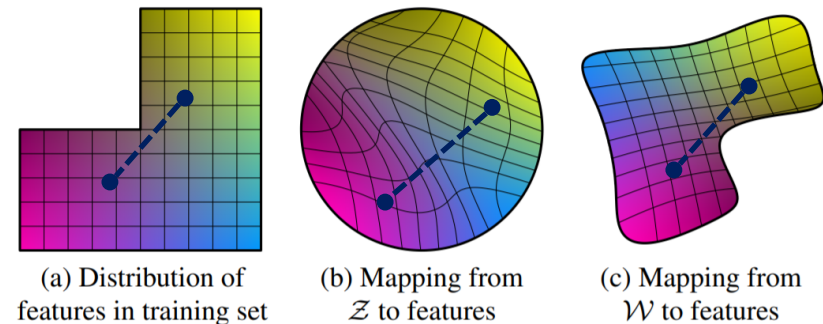 (a) Distribution of
features in training set
(b) Mapping from
𝒵 to features
(c) Mapping from
𝒲 to features